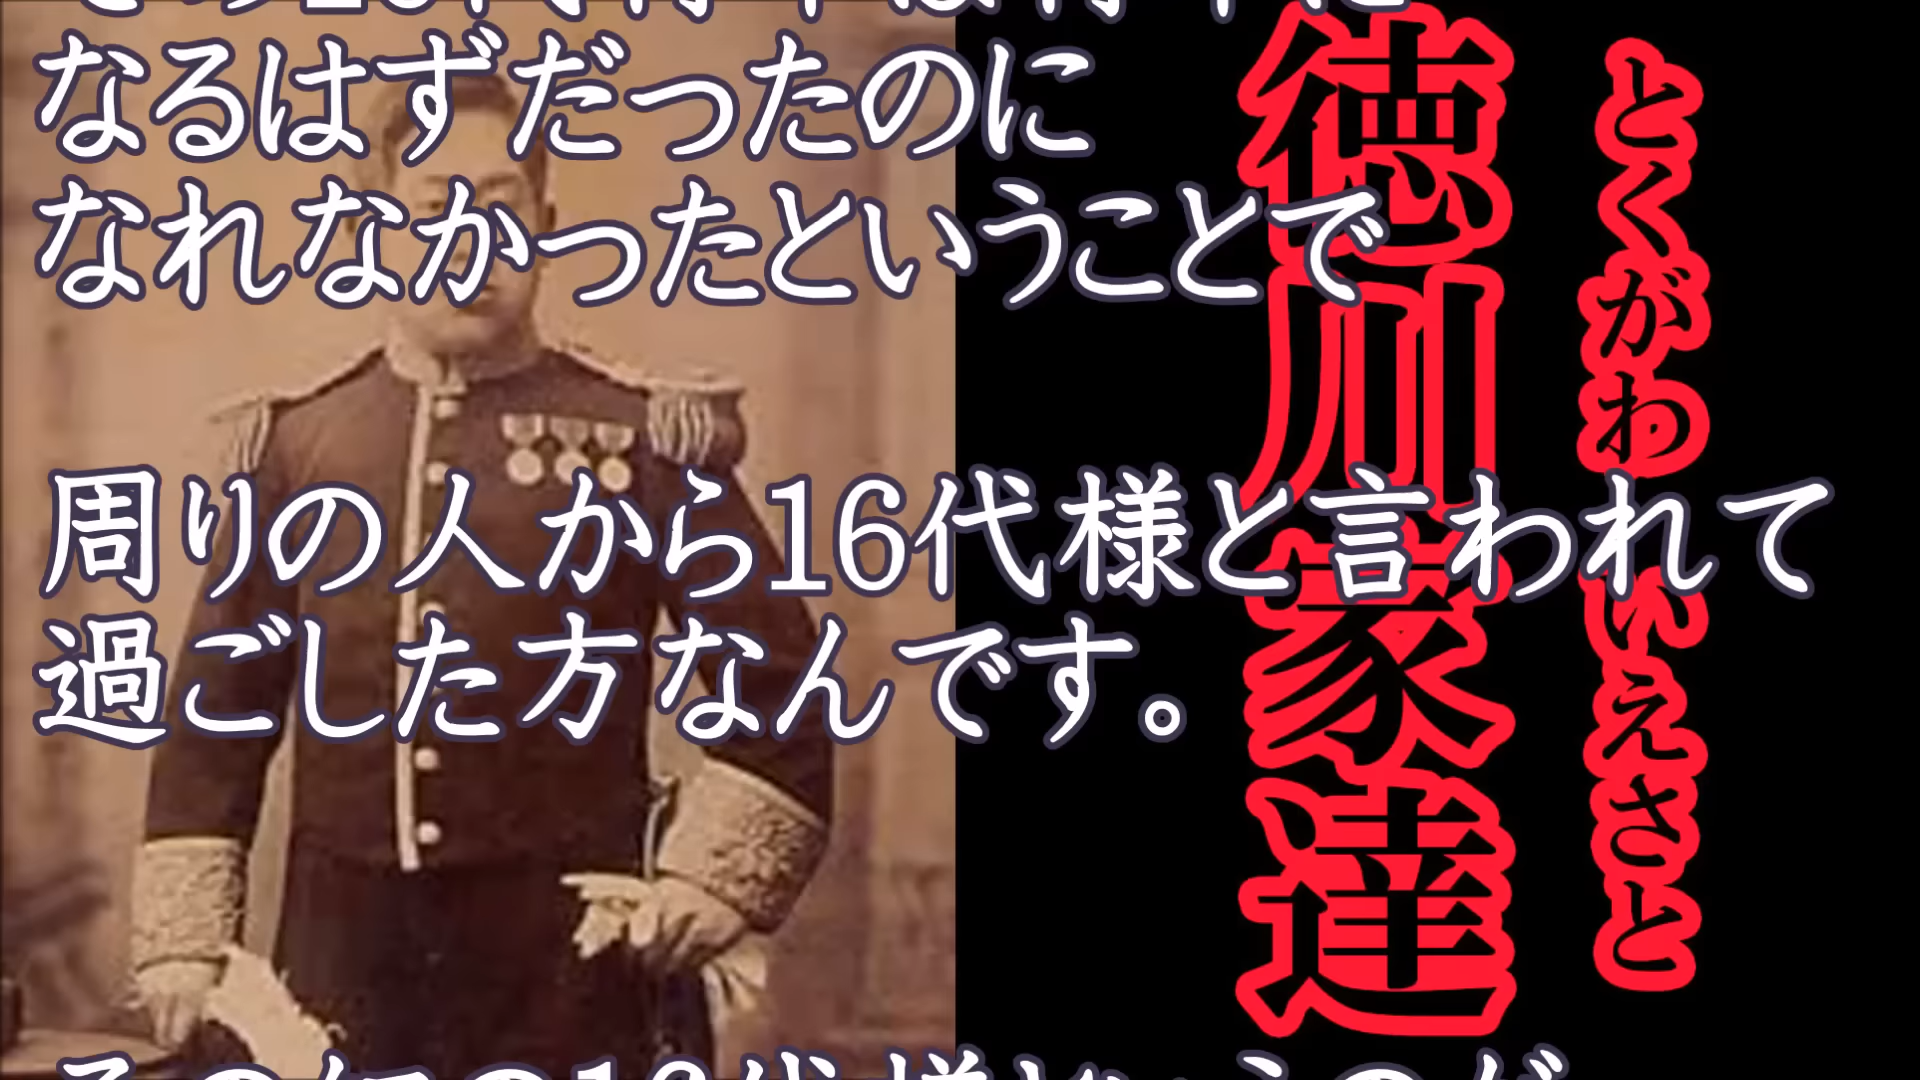 なるはずだったのに
なれなかったということで
周りの人から16代様と言われて
過ごした方なんです。
徳川家達
とくがわ いえさと